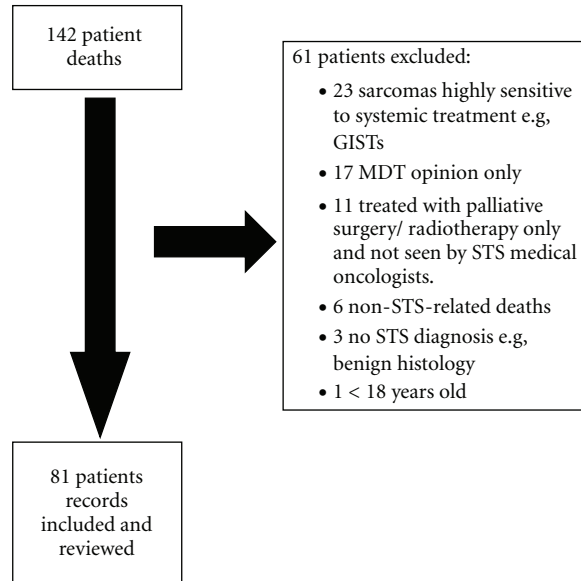 142 patient
deaths
61 patients excluded:
• 23 sarcomas highly sensitive
to systemic treatment e.g,
GISTs
• 17 MDT opinion only
• 11 treated with palliative
surgery/ radiotherapy only
and not seen by STS medical
oncologists.
• 6 non-STS-related deaths
• 3 no STS diagnosis e.g,
benign histology
• 1 < 18 years old
81 patients
records
included and
reviewed